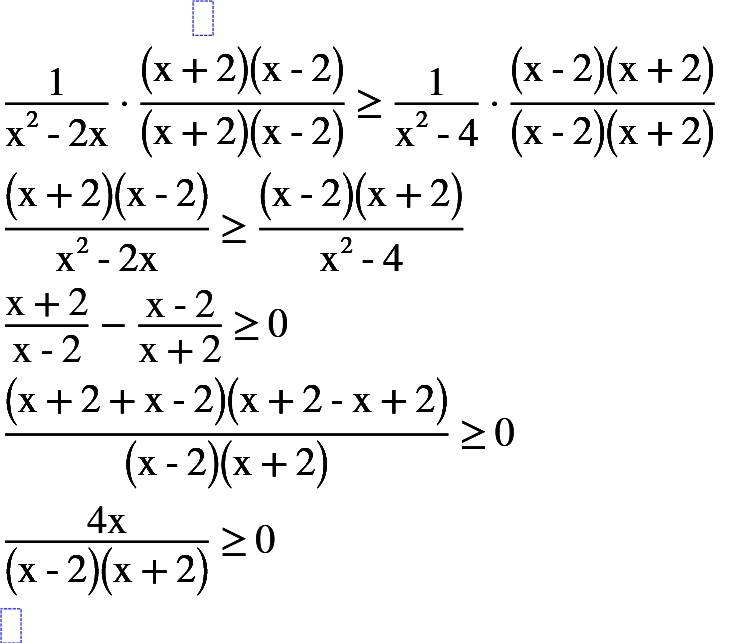 1/(x² - 2x) · ((x + 2)(x - 2))/((x + 2)(x - 2)) ≥ 1/(x² - 4) · ((x - 2)(x + 2))/((x - 2)(x + 2))
((x + 2)(x - 2))/(x² - 2x) ≥ ((x - 2)(x + 2))/(x² - 4)
(x + 2)/(x - 2) − (x - 2)/(x + 2) ≥ 0
((x + 2 + x - 2)(x + 2 - x + 2))/((x - 2)(x + 2)) ≥ 0
4x/((x - 2)(x + 2)) ≥ 0